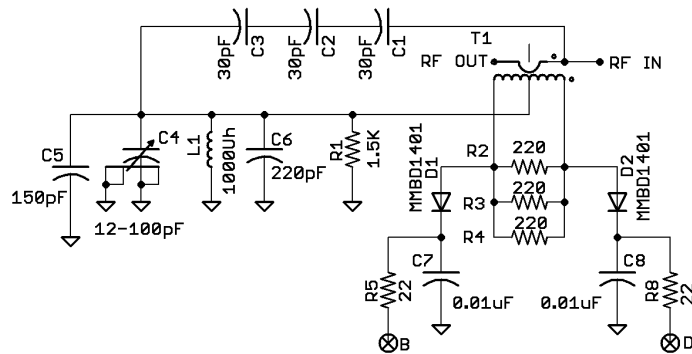 30pF C3
30pF C2
30pF C1
T1
RF OUT
RF IN
C5
150pF
C4
12-100pF
L1
1000Uh
C6
220pF
R1
1.5K
MMBD1401
D1
R2
220
R3
220
R4
220
D2
MMBD1401
R5
22
C7
0.01uF
C8
0.01uF
R8
22
B
D